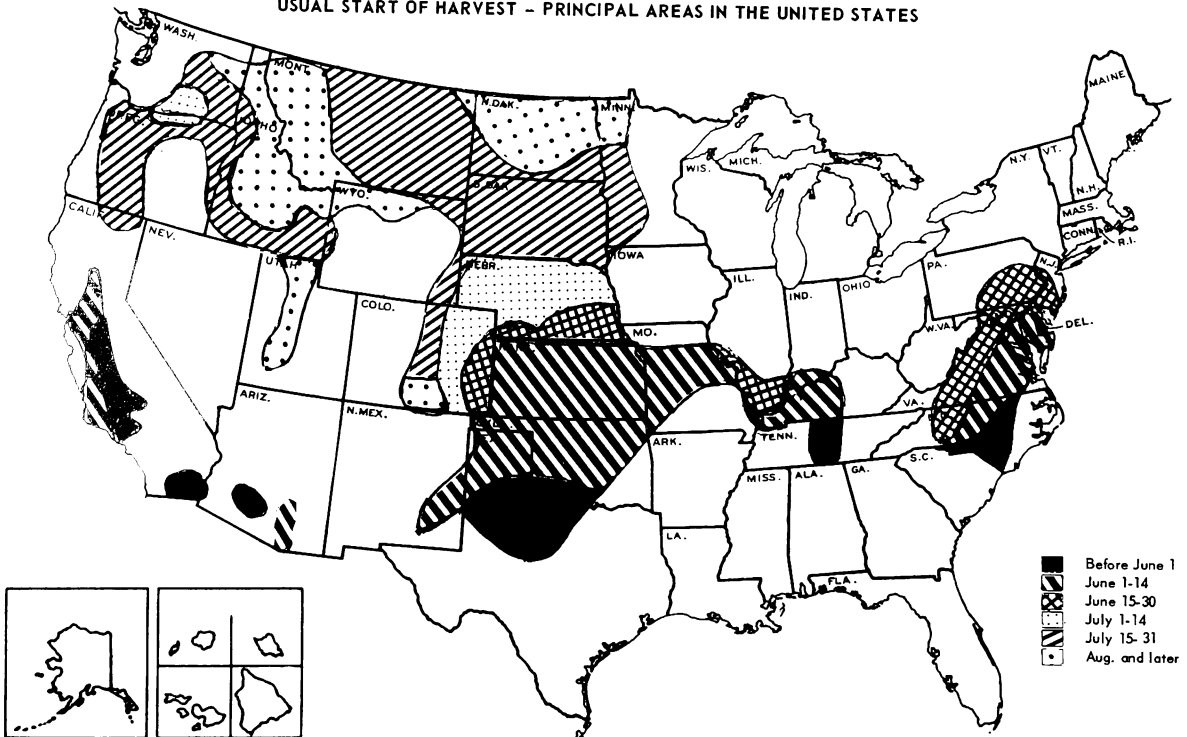 USUAL START OF HARVEST – PRINCIPAL AREAS IN THE UNITED STATES
WASH.
MONT.
N.DAK.
MINN.
MAINE
WIS.
MICH.
N.Y.
VT.
N.H.
MASS.
CONN.
R.I.
WYO.
S.DAK.
CALIF.
NEV.
UTAH
NEBR.
IOWA
ILL.
IND.
OHIO
PA.
N.J.
COLO.
MO.
W.VA.
DEL.
VA.
ARIZ.
N.MEX.
ARK.
TENN.
S.C.
MISS.
ALA.
GA.
LA.
FLA.
Before June 1
June 1-14
June 15-30
July 1-14
July 15- 31
Aug. and later